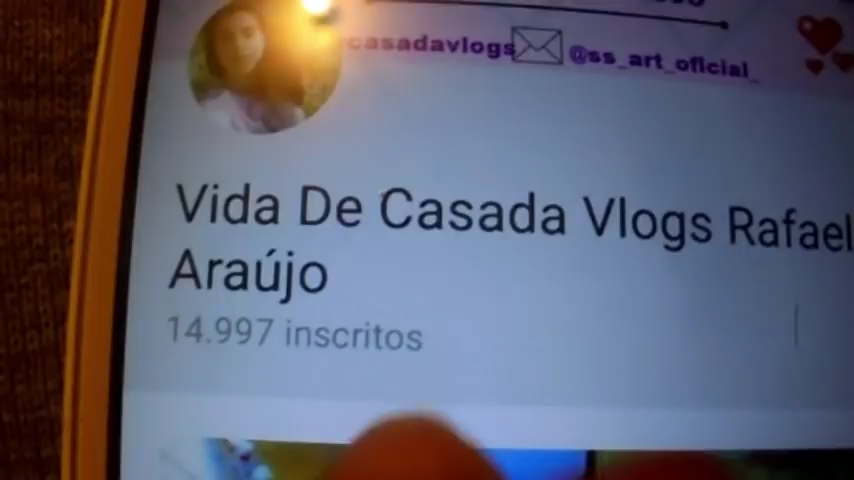 casadavlogs @ss_art_oficial_
Vida De Casada Vlogs Rafael
Araújo
14.997 inscritos